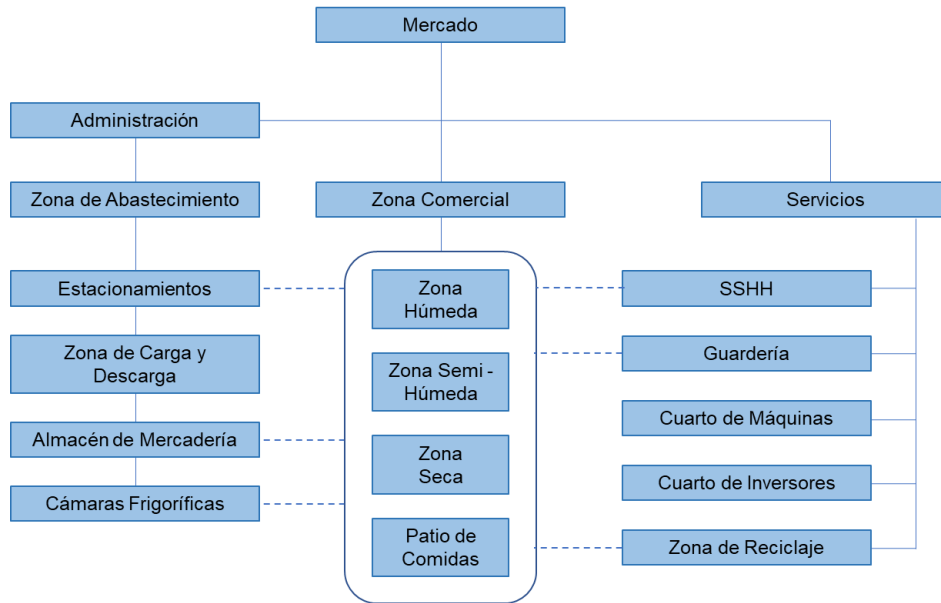 Mercado
Administración
Zona de Abastecimiento
Zona Comercial
Servicios
Estacionamientos
Zona
Húmeda
SSHH
Zona de Carga y
Descarga
Zona Semi -
Húmeda
Guardería
Almacén de Mercadería
Zona
Seca
Cuarto de Máquinas
Cámaras Frigoríficas
Cuarto de Inversores
Patio de
Comidas
Zona de Reciclaje